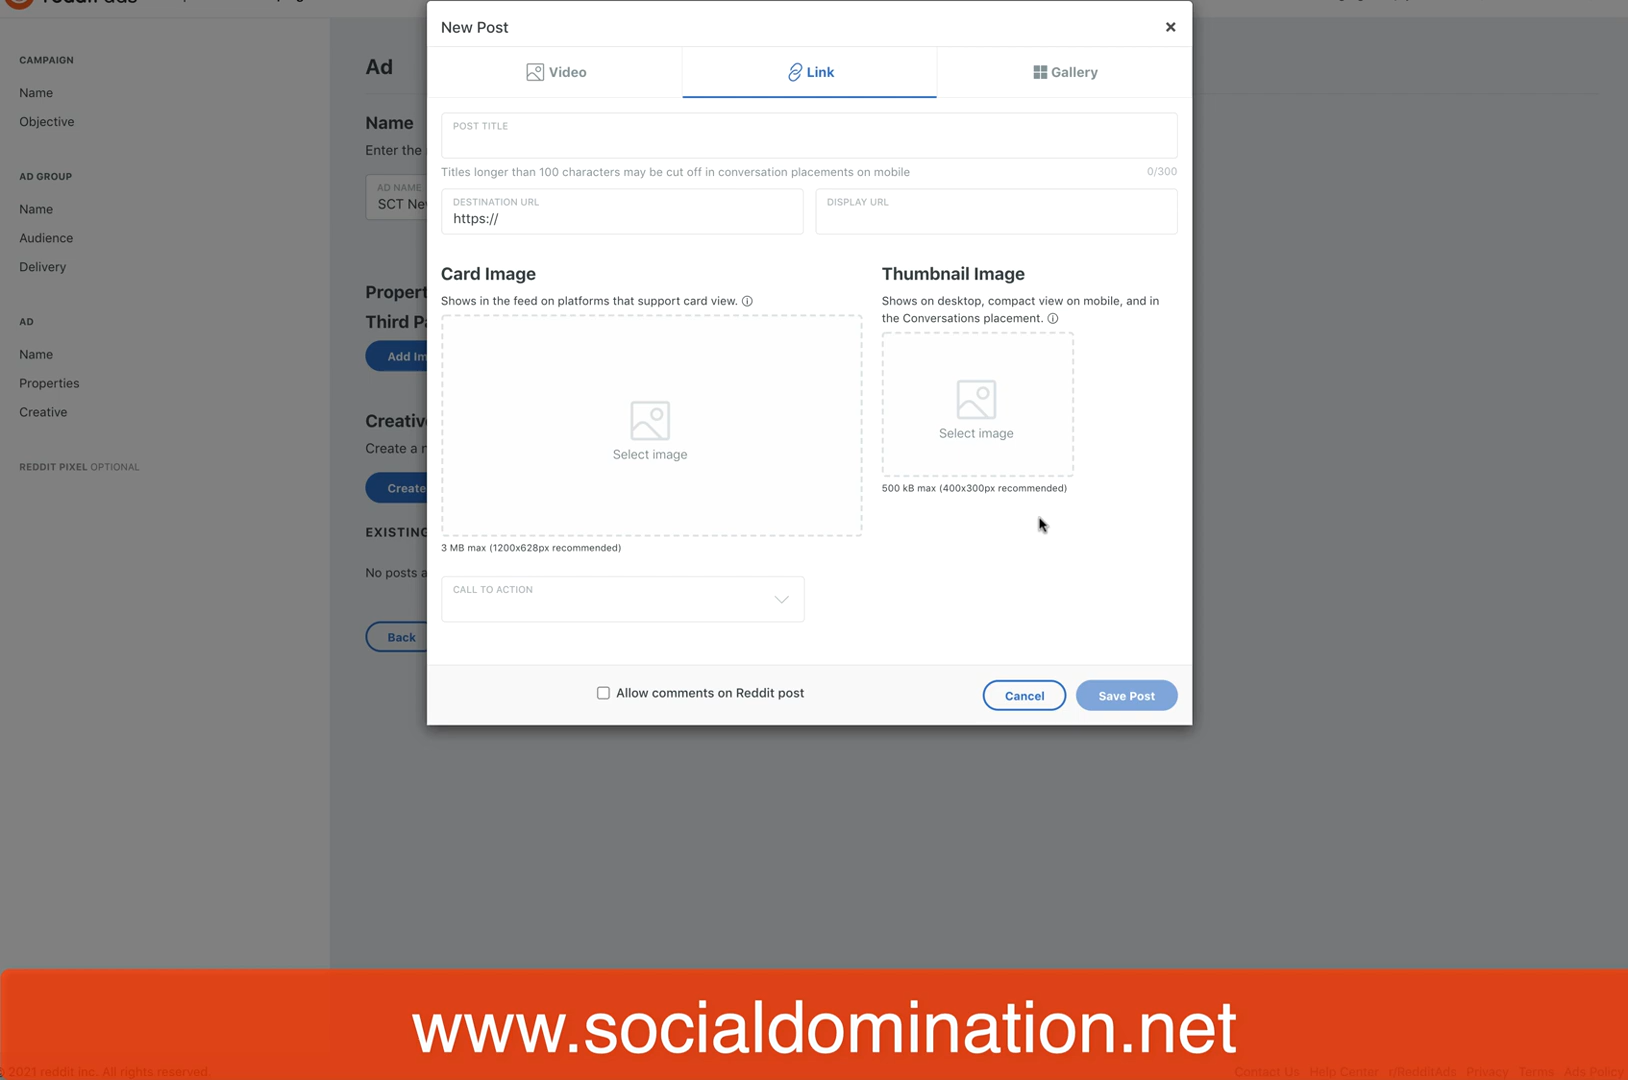 New Post
Video
Link
Gallery
POST TITLE
Titles longer than 100 characters may be cut off in conversation placements on mobile
0/300
DESTINATION URL
https://
DISPLAY URL
Card Image
Shows in the feed on platforms that support card view.
Select image
3 MB max (1200x628px recommended)
Thumbnail Image
Shows on desktop, compact view on mobile, and in
the Conversations placement.
Select image
500 kB max (400x300px recommended)
CALL TO ACTION
Allow comments on Reddit post
Cancel
Save Post
CAMPAIGN
Name
Objective
AD GROUP
Name
Audience
Delivery
AD
Name
Properties
Creative
REDDIT PIXEL OPTIONAL
Ad
Name
Enter the
AD NAME
SCT
Third
Add
Create a
Create
EXISTING
No posts
Back
www.socialdomination.net
2021 reddit inc. All rights reserved.
Contact Us Help Center r/RedditAds Privacy Terms Ads Policy